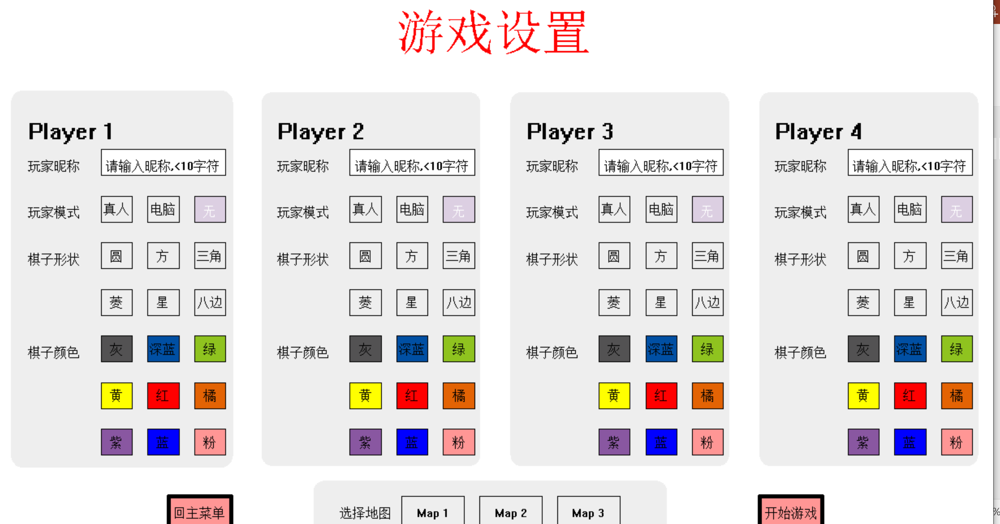 游戏设置
Player 1
玩家昵称 请输入昵称,<10字符
玩家模式 真人 电脑 无
棋子形状 圆 方 三角
菱 星 八边
棋子颜色 灰 深蓝 绿
黄 红 橘
紫 蓝 粉
Player 2
玩家昵称 请输入昵称,<10字符
玩家模式 真人 电脑 无
棋子形状 圆 方 三角
菱 星 八边
棋子颜色 灰 深蓝 绿
黄 红 橘
紫 蓝 粉
Player 3
玩家昵称 请输入昵称,<10字符
玩家模式 真人 电脑 无
棋子形状 圆 方 三角
菱 星 八边
棋子颜色 灰 深蓝 绿
黄 红 橘
紫 蓝 粉
Player 4
玩家昵称 请输入昵称,<10字符
玩家模式 真人 电脑 无
棋子形状 圆 方 三角
菱 星 八边
棋子颜色 灰 深蓝 绿
黄 红 橘
紫 蓝 粉
回主菜单
选择地图 Map 1 Map 2 Map 3
开始游戏
%